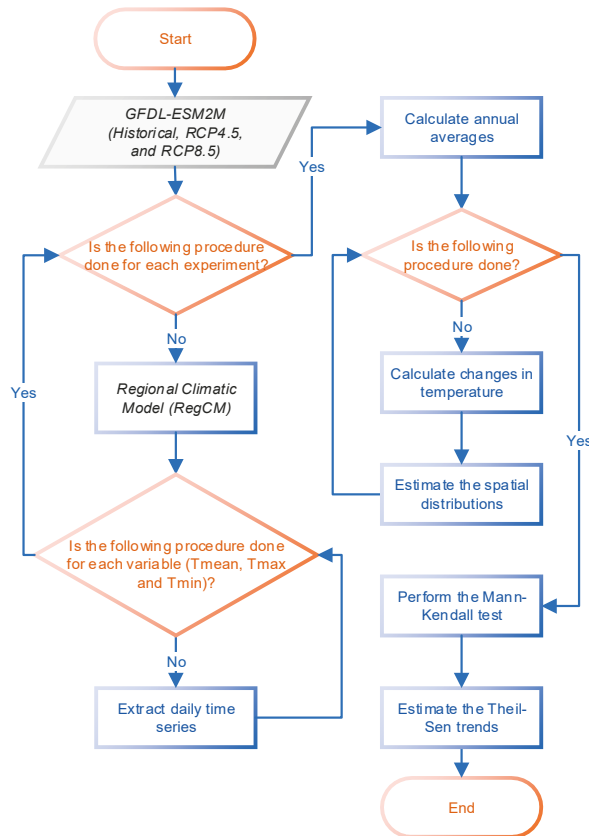 Start
GFDL-ESM2M
(Historical, RCP4.5,
and RCP8.5)
Is the following procedure
done for each experiment?
No
Regional Climatic
Model (RegCM)
Is the following procedure done
for each variable (Tmean, Tmax
and Tmin)?
No
Extract daily time
series
Yes
Yes
Calculate annual
averages
Is the following
procedure done?
No
Calculate changes in
temperature
Estimate the spatial
distributions
Yes
Perform the Mann-
Kendall test
Estimate the Theil-
Sen trends
End